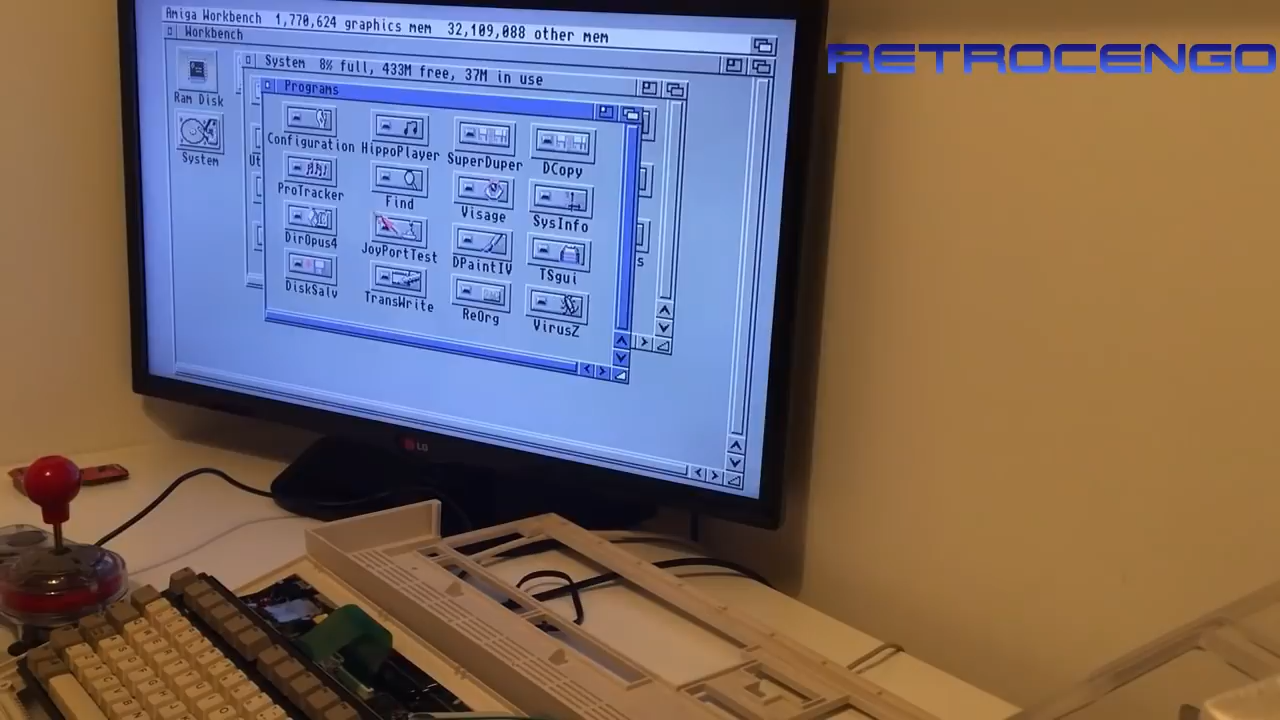 Amiga Workbench 1,770,624 graphics mem 32,109,088 other mem
Workbench
RETROCENGO
System 8% full, 433M free, 37M in use
Programs
Ram Disk
System
Configuration HippoPlayer SuperDuper DCopy
ProTracker Find Visage SysInfo
DirOpus4 JoyPortTest DPaintIV TSgui
DiskSalv TransWrite ReOrg VirusZ
LG